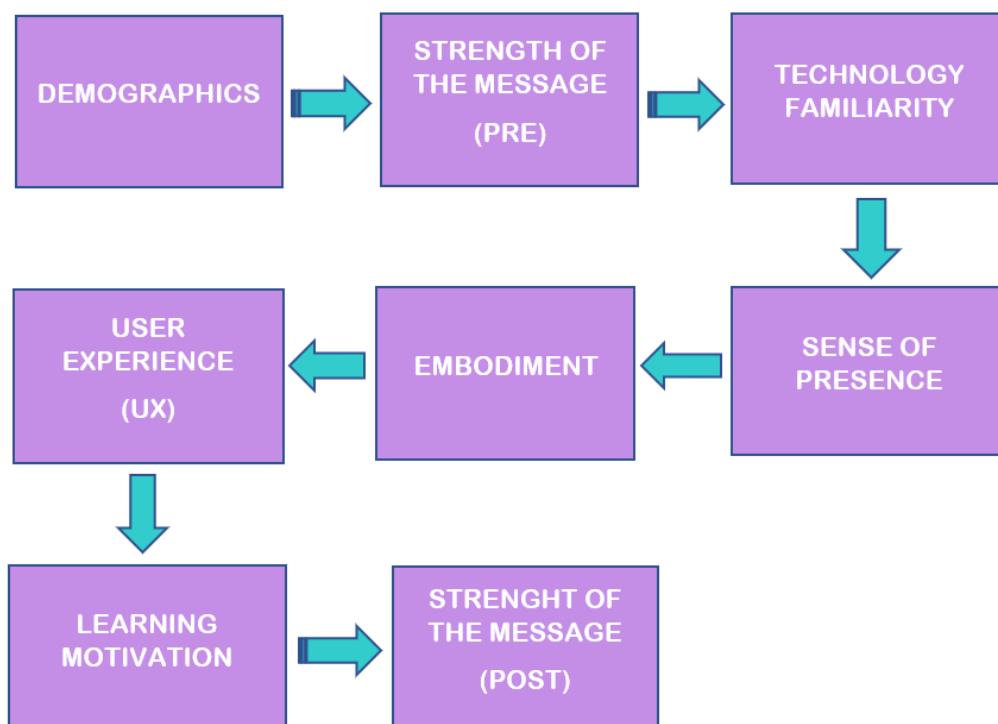 DEMOGRAPHICS
STRENGTH OF
THE MESSAGE
(PRE)
TECHNOLOGY
FAMILIARITY
SENSE OF
PRESENCE
EMBODIMENT
USER
EXPERIENCE
(UX)
LEARNING
MOTIVATION
STRENGHT OF
THE MESSAGE
(POST)